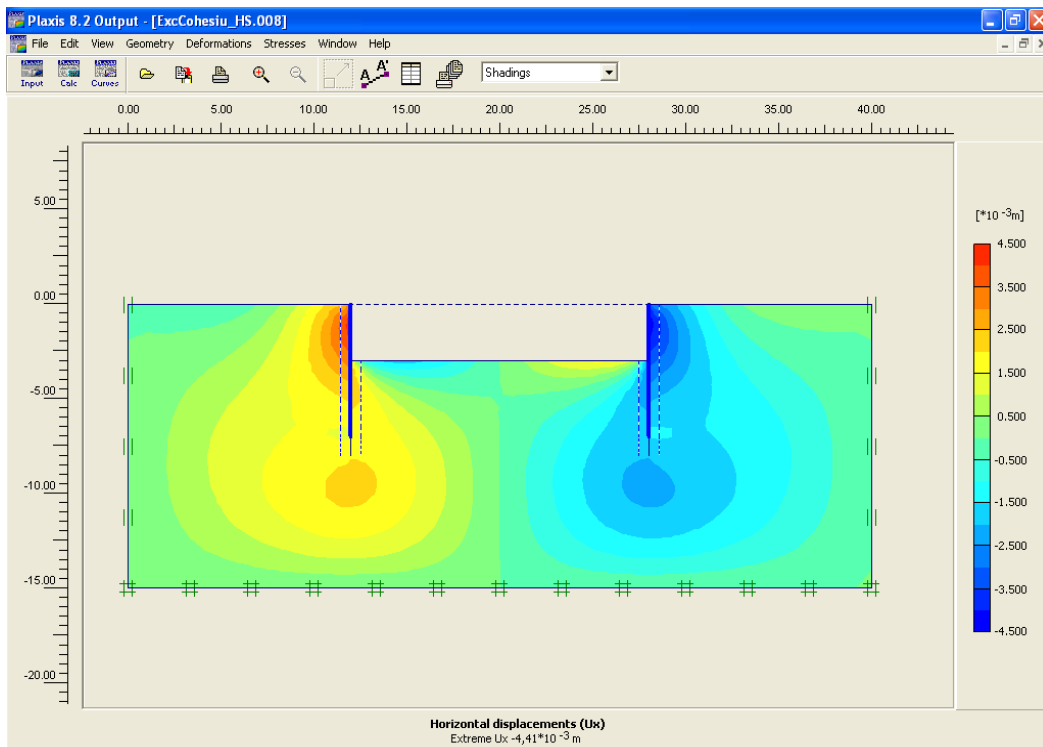 Plaxis 8.2 Output - [ExcCohesiu_HS.008]
File Edit View Geometry Deformations Stresses Window Help
Input Calc Curves A A' Shadings
0.00 5.00 10.00 15.00 20.00 25.00 30.00 35.00 40.00
5.00
0.00
-5.00
-10.00
-15.00
-20.00
[*10 -3m]
4.500
3.500
2.500
1.500
0.500
-0.500
-1.500
-2.500
-3.500
-4.500
Horizontal displacements (Ux)
Extreme Ux -4,41*10 -3 m